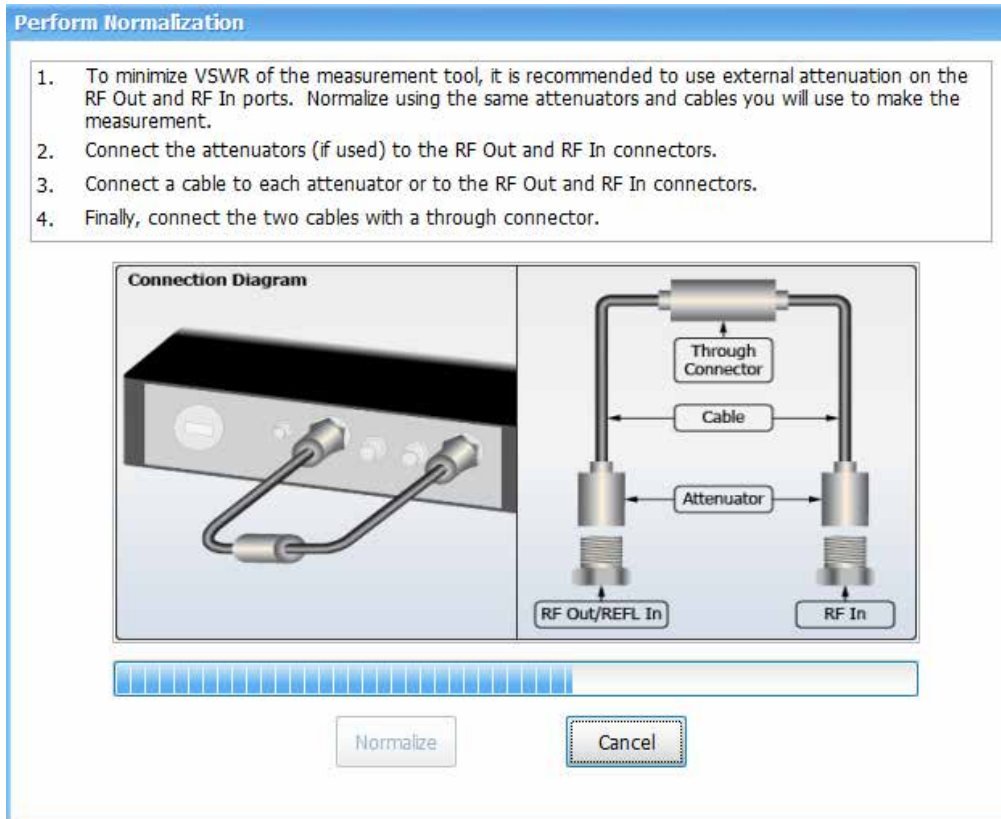 Perform Normalization
1. To minimize VSWR of the measurement tool, it is recommended to use external attenuation on the
RF Out and RF In ports.  Normalize using the same attenuators and cables you will use to make the
measurement.
2. Connect the attenuators (if used) to the RF Out and RF In connectors.
3. Connect a cable to each attenuator or to the RF Out and RF In connectors.
4. Finally, connect the two cables with a through connector.
Connection Diagram
Through
Connector
Cable
Attenuator
RF Out/REFL In
RF In
Normalize
Cancel